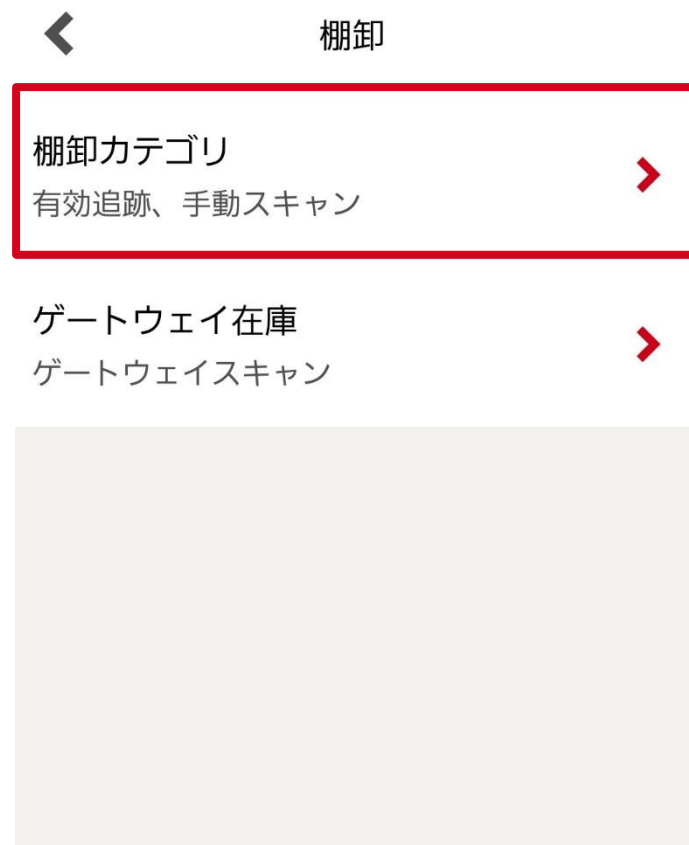 棚卸
棚卸カテゴリ
有効追跡、手動スキャン
ゲートウェイ在庫
ゲートウェイスキャン